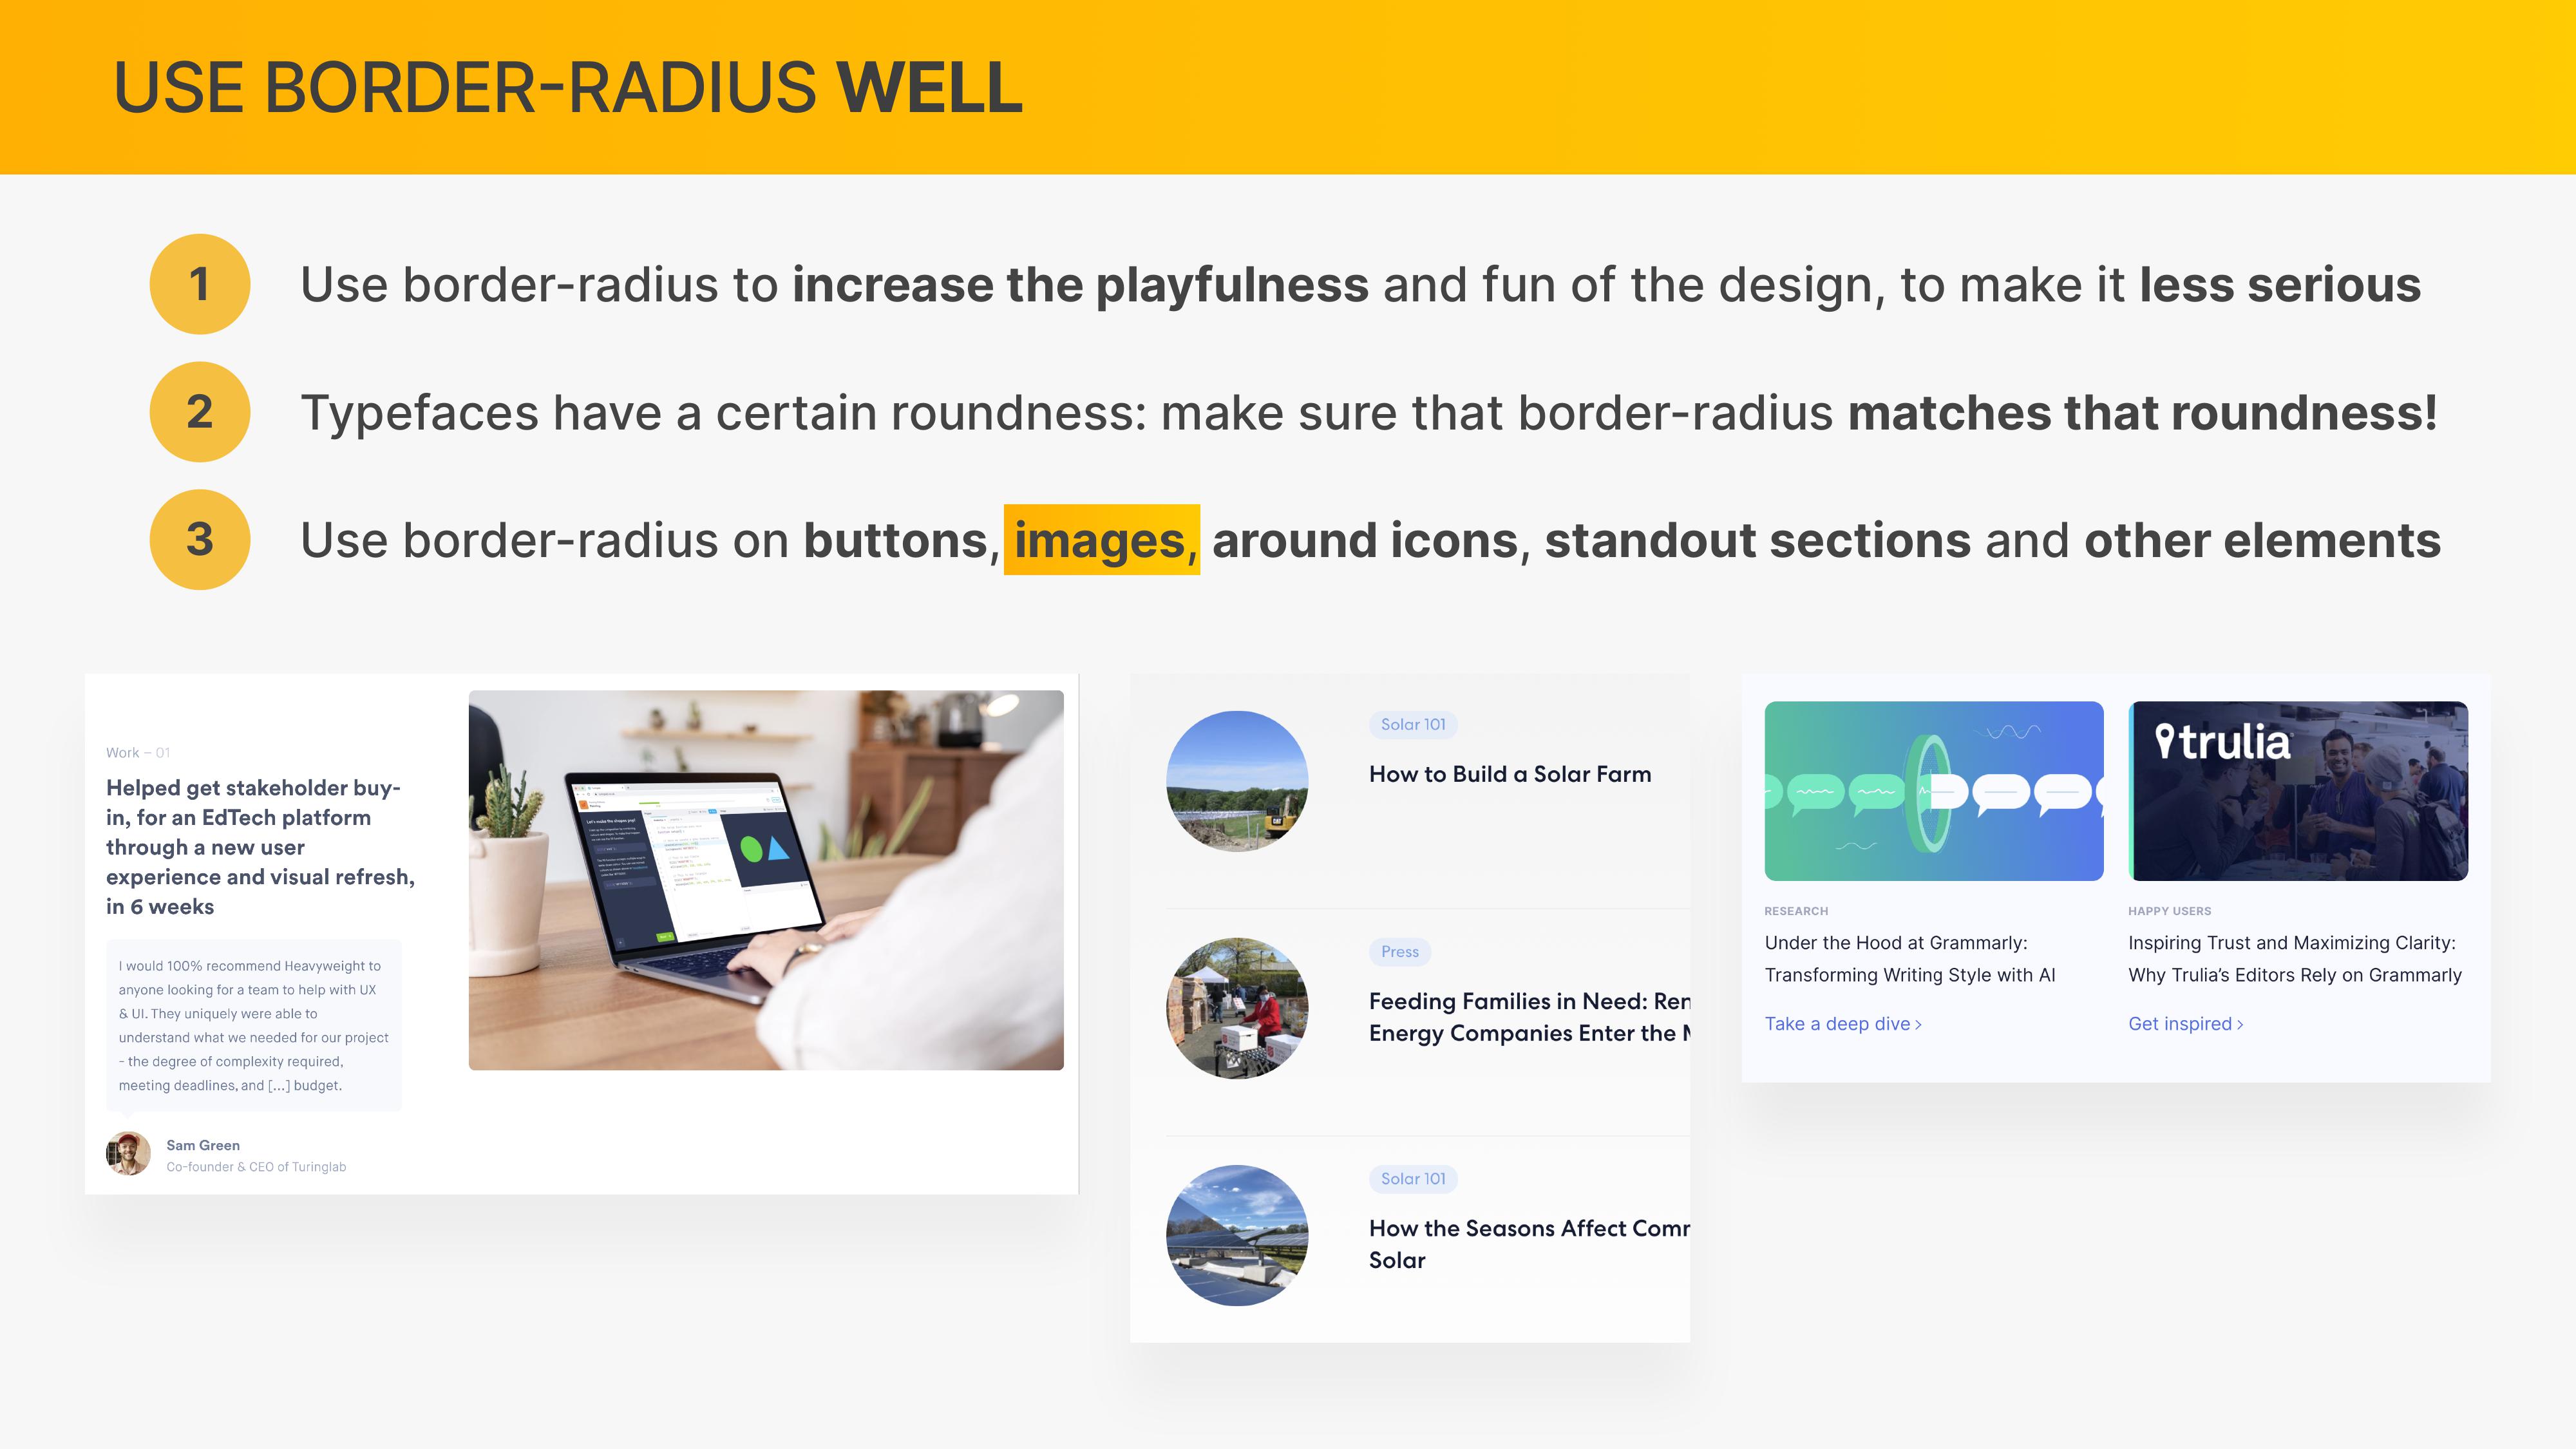 USE BORDER-RADIUS WELL
1
Use border-radius to increase the playfulness and fun of the design, to make it less serious
2
Typefaces have a certain roundness: make sure that border-radius matches that roundness!
3
Use border-radius on buttons, images, around icons, standout sections and other elements
Work – 01
Helped get stakeholder buy-
in, for an EdTech platform
through a new user
experience and visual refresh,
in 6 weeks
I would 100% recommend Heavyweight to
anyone looking for a team to help with UX
& UI. They uniquely were able to
understand what we needed for our project
- the degree of complexity required,
meeting deadlines, and [...] budget.
Sam Green
Co-founder & CEO of Turinglab
Let's make the shapes pop!
Solar 101
How to Build a Solar Farm
CAT
Press
Feeding Families in Need: Ren
Energy Companies Enter the
Solar 101
How the Seasons Affect Com
Solar
RESEARCH
Under the Hood at Grammarly:
Transforming Writing Style with AI
Take a deep dive ›
trulia
HAPPY USERS
Inspiring Trust and Maximizing Clarity:
Why Trulia’s Editors Rely on Grammarly
Get inspired ›